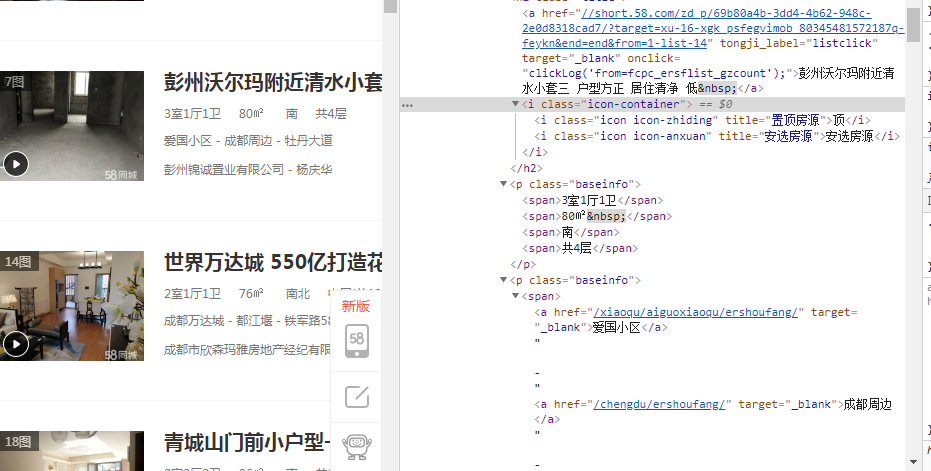 7图
58同城
彭州沃尔玛附近清水小套
3室1厅1卫 80㎡ 南 共4层
爱国小区 - 成都周边 - 牡丹大道
彭州锦诚置业有限公司 - 杨庆华
14图
58同城
世界万达城 550亿打造花
2室1厅1卫 76㎡ 南北
成都万达城 - 都江堰 - 铁军路58
成都市欣森玛雅房地产经纪有限
新版
58
18图
青城山门前小户型
<a href="//short.58.com/zd_p/69b80a4b-3dd4-4b62-948c-
2e0d8318cad7/?target=xu-16-xgk_psfegvimob_80345481572187q-
feykn&end=end&from=1-list-14" tongji_label="listclick"
target="_blank" onclick=
"clickLog('from=fcpc_ersflist_gzcount');">彭州沃尔玛附近清
水小套三 户型方正 居住清净 低&nbsp;</a>
... ▼<i class="icon-container"> == $0
<i class="icon icon-zhiding" title="置顶房源">顶</i>
<i class="icon icon-anxuan" title="安选房源">安选房源</i>
</i>
</h2>
▼<p class="baseinfo">
<span>3室1厅1卫</span>
<span>80㎡&nbsp;</span>
<span>南</span>
<span>共4层</span>
</p>
▼<p class="baseinfo">
▼<span>
<a href="/xiaoqu/aiguoxiaoqu/ershoufang/" target=
"_blank">爱国小区</a>
"
-
"
<a href="/chengdu/ershoufang/" target="_blank">成都周边
</a>
"
-